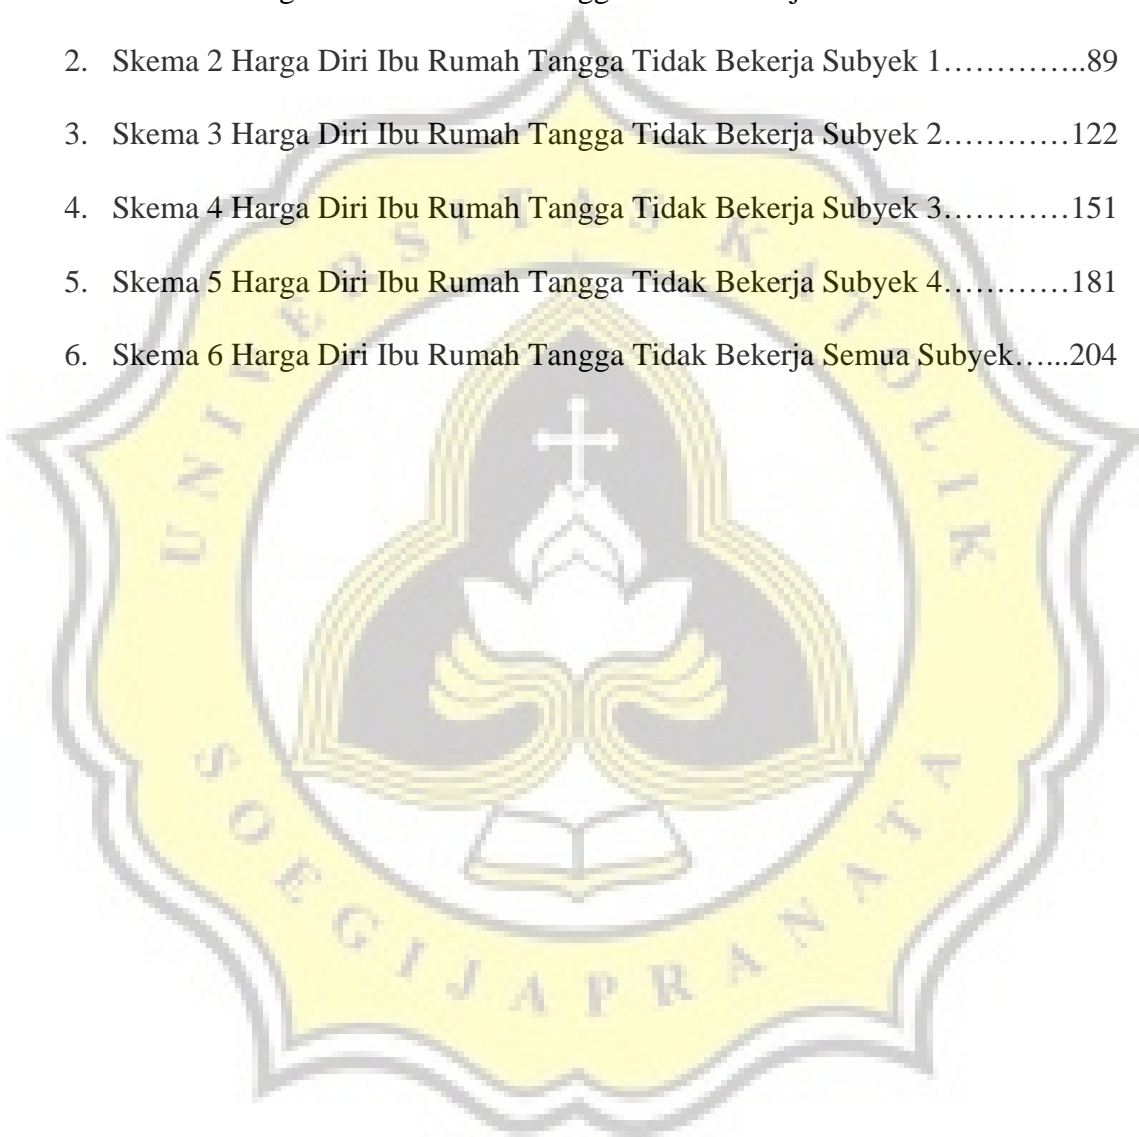 2. Skema 2 Harga Diri Ibu Rumah Tangga Tidak Bekerja Subyek 1…………..89
3. Skema 3 Harga Diri Ibu Rumah Tangga Tidak Bekerja Subyek 2…………122
4. Skema 4 Harga Diri Ibu Rumah Tangga Tidak Bekerja Subyek 3…………151
5. Skema 5 Harga Diri Ibu Rumah Tangga Tidak Bekerja Subyek 4…………181
6. Skema 6 Harga Diri Ibu Rumah Tangga Tidak Bekerja Semua Subyek…...204
UNIVERSITAS KATOLIK
SOEGIJAPRANATA